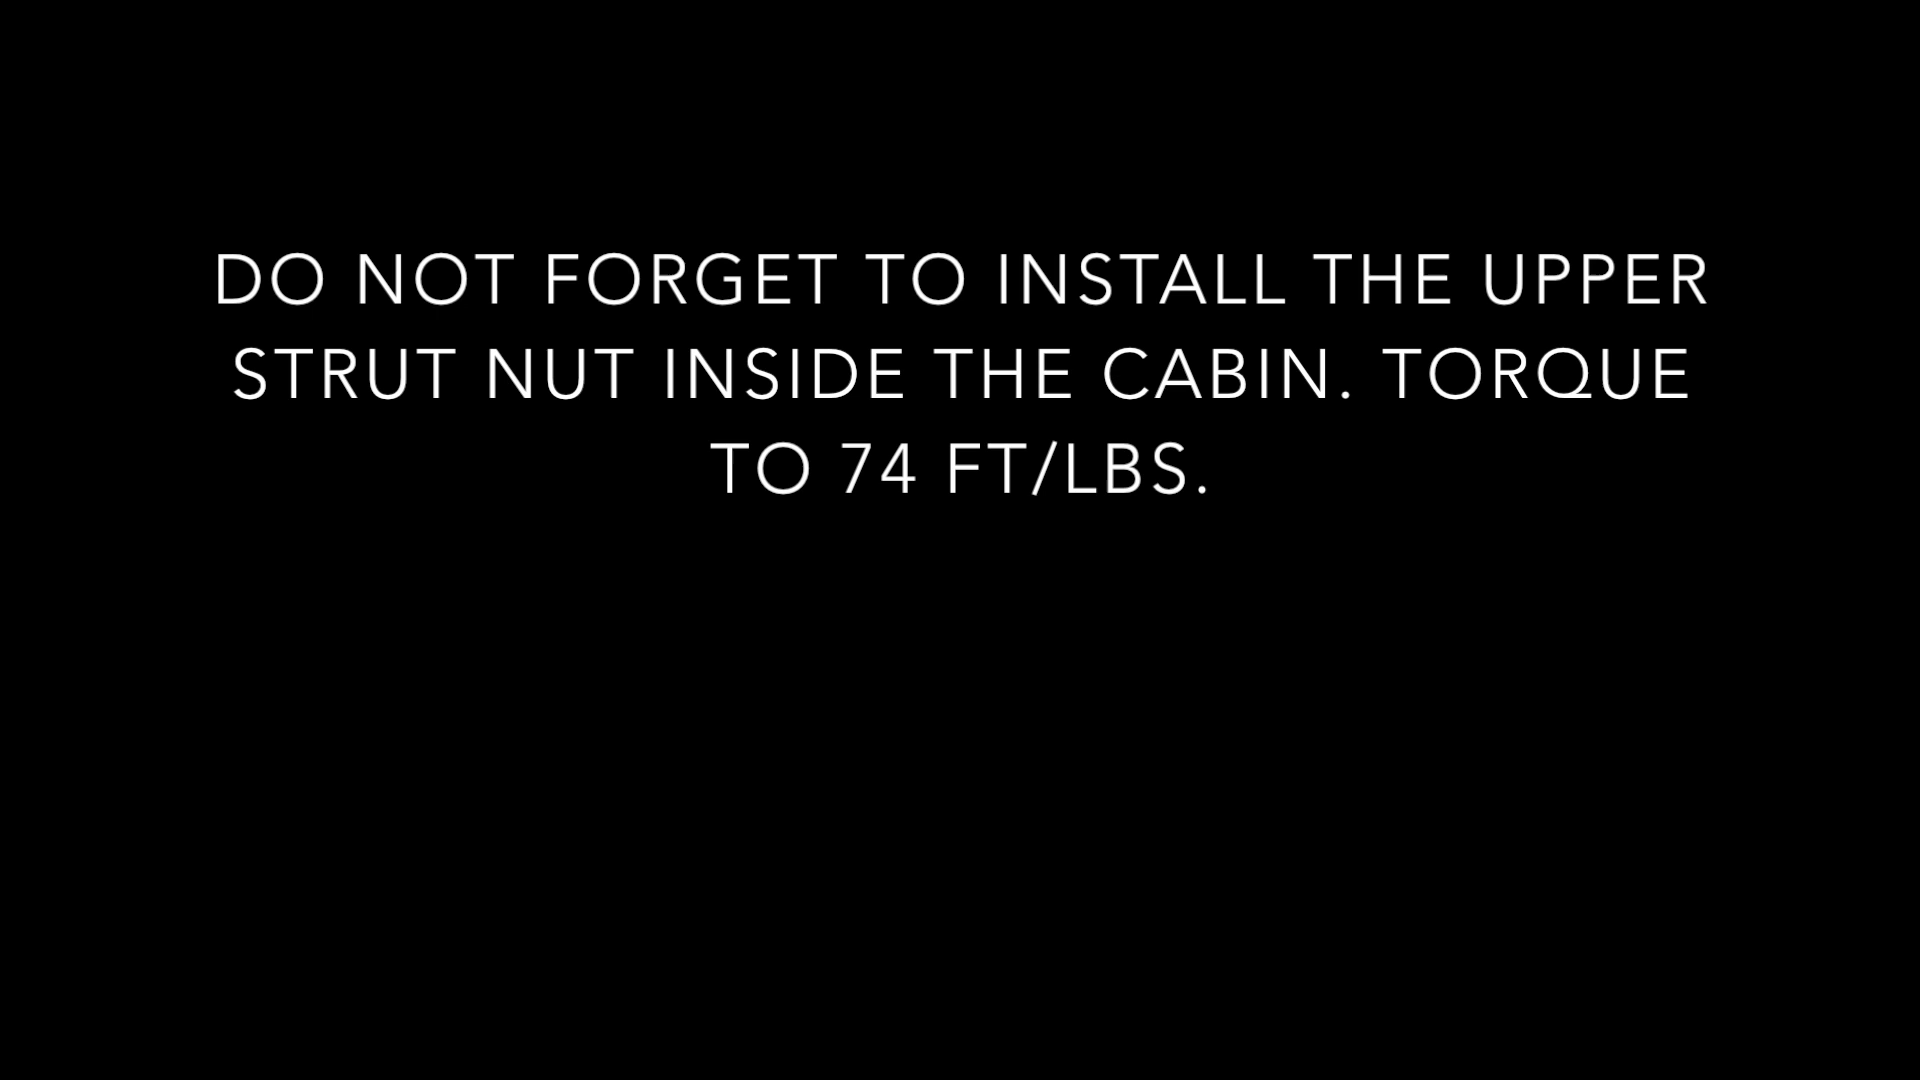 DO NOT FORGET TO INSTALL THE UPPER
STRUT NUT INSIDE THE CABIN. TORQUE
TO 74 FT/LBS.